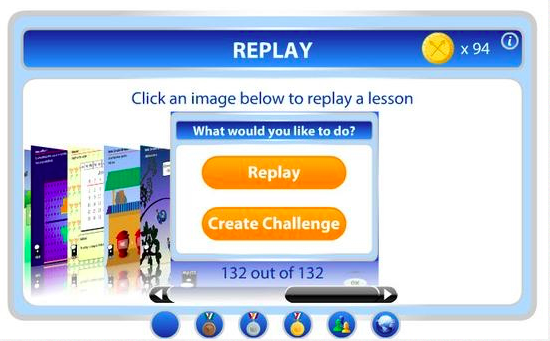 REPLAY
x 94
i
Click an image below to replay a lesson
What would you like to do?
Replay
Create Challenge
132 out of 132
OK